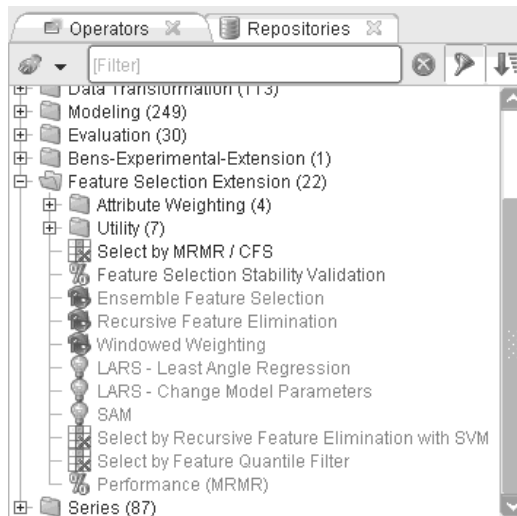 Operators
Repositories
[Filter]
Data Transformation (113)
Modeling (249)
Evaluation (30)
Bens-Experimental-Extension (1)
Feature Selection Extension (22)
Attribute Weighting (4)
Utility (7)
Select by MRMR / CFS
Feature Selection Stability Validation
Ensemble Feature Selection
Recursive Feature Elimination
Windowed Weighting
LARS - Least Angle Regression
LARS - Change Model Parameters
SAM
Select by Recursive Feature Elimination with SVM
Select by Feature Quantile Filter
Performance (MRMR)
Series (87)